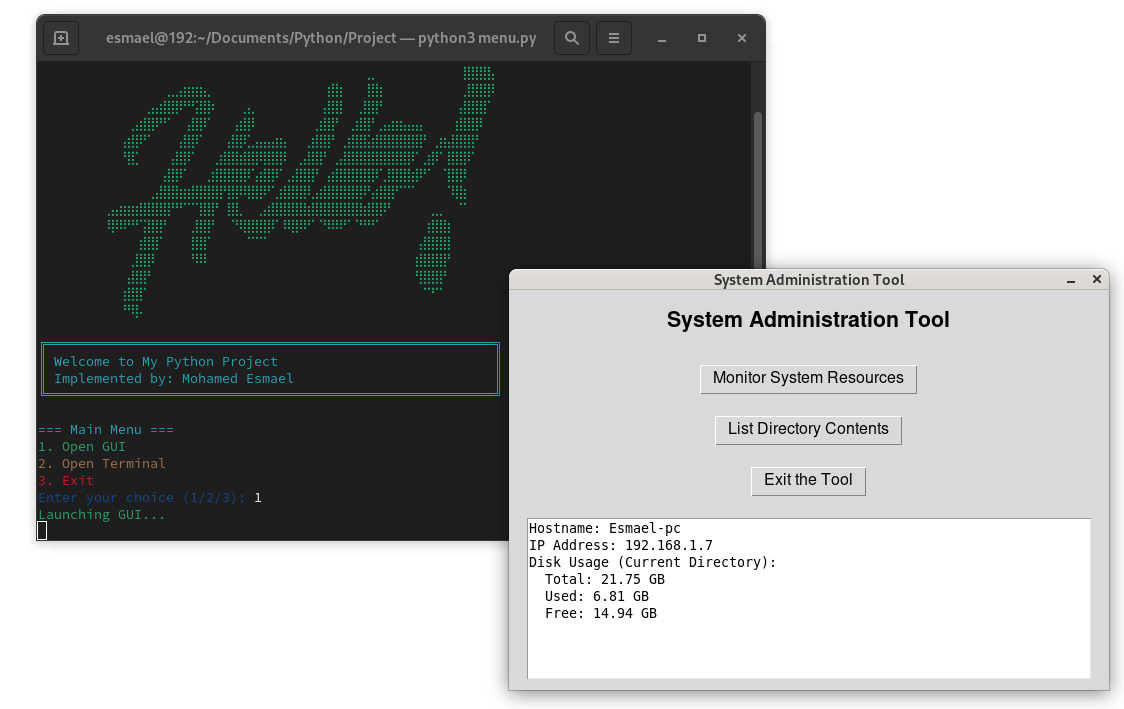 esmael@192:~/Documents/Python/Project — python3 menu.py
Hello!
Welcome to My Python Project
Implemented by: Mohamed Esmael
=== Main Menu ===
1. Open GUI
2. Open Terminal
3. Exit
Enter your choice (1/2/3): 1
Launching GUI...
System Administration Tool
System Administration Tool
Monitor System Resources
List Directory Contents
Exit the Tool
Hostname: Esmael-pc
IP Address: 192.168.1.7
Disk Usage (Current Directory):
Total: 21.75 GB
Used: 6.81 GB
Free: 14.94 GB